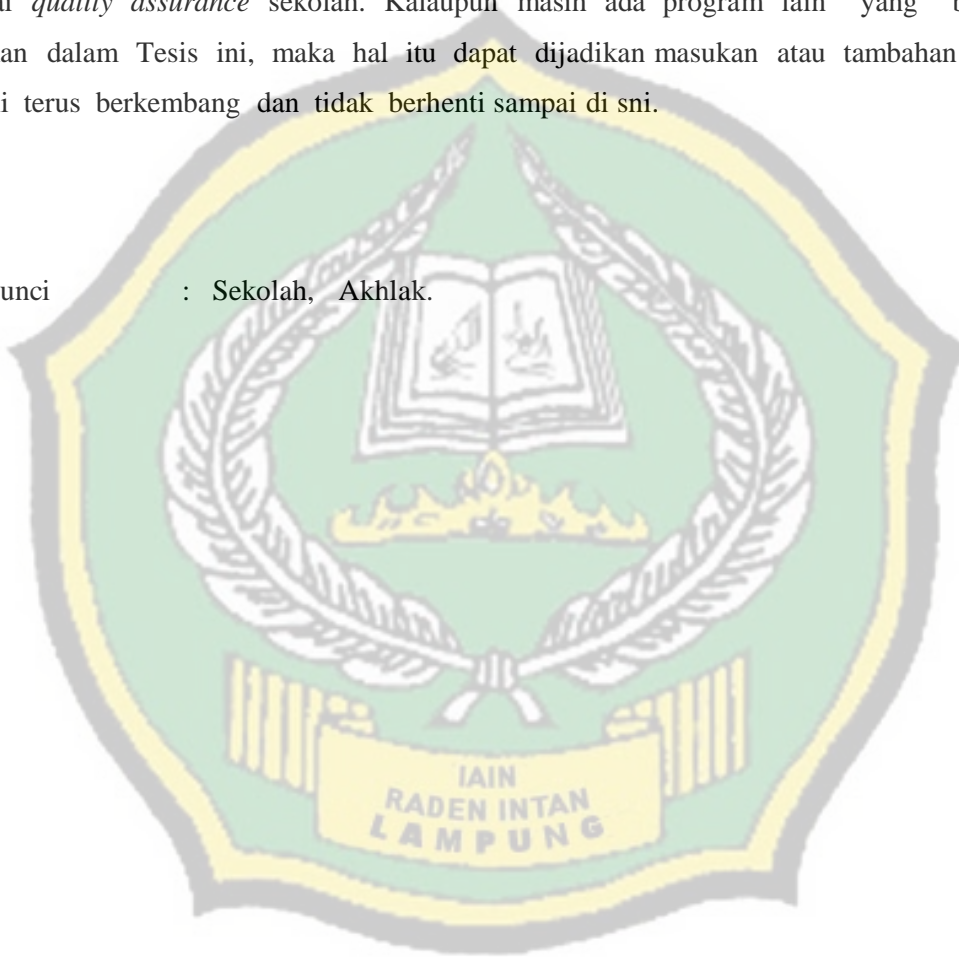 quality assurance sekolah. Kalaupun masih ada program lain yang b
an dalam Tesis ini, maka hal itu dapat dijadikan masukan atau tambahan
i terus berkembang dan tidak berhenti sampai di sni.
unci : Sekolah, Akhlak.
IAIN
RADEN INTAN
LAMPUNG